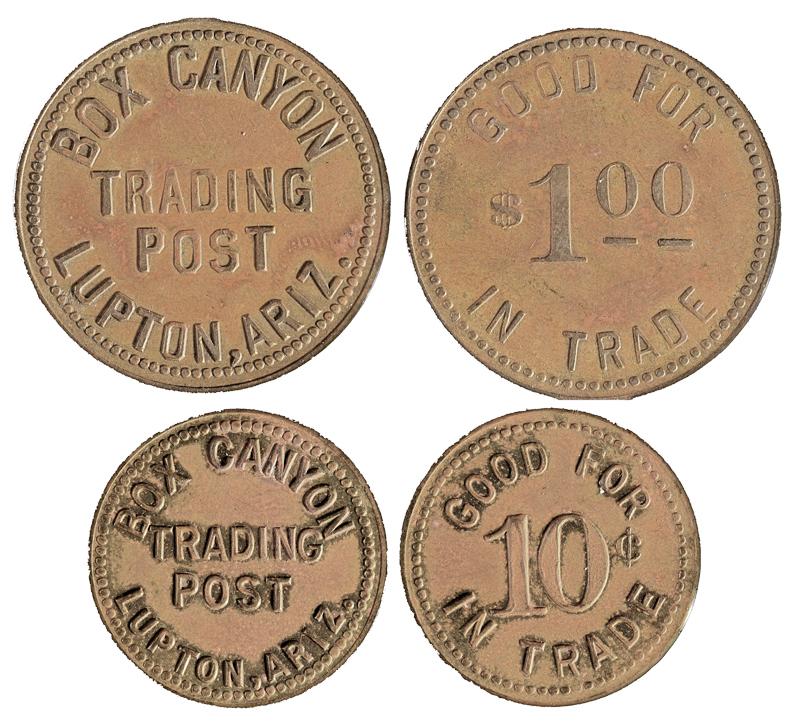 BOX CANYON
TRADING
POST
LUPTON, ARIZ.
GOOD FOR
$1.00
IN TRADE
BOX CANYON
TRADING
POST
LUPTON, ARIZ.
GOOD FOR
10¢
IN TRADE